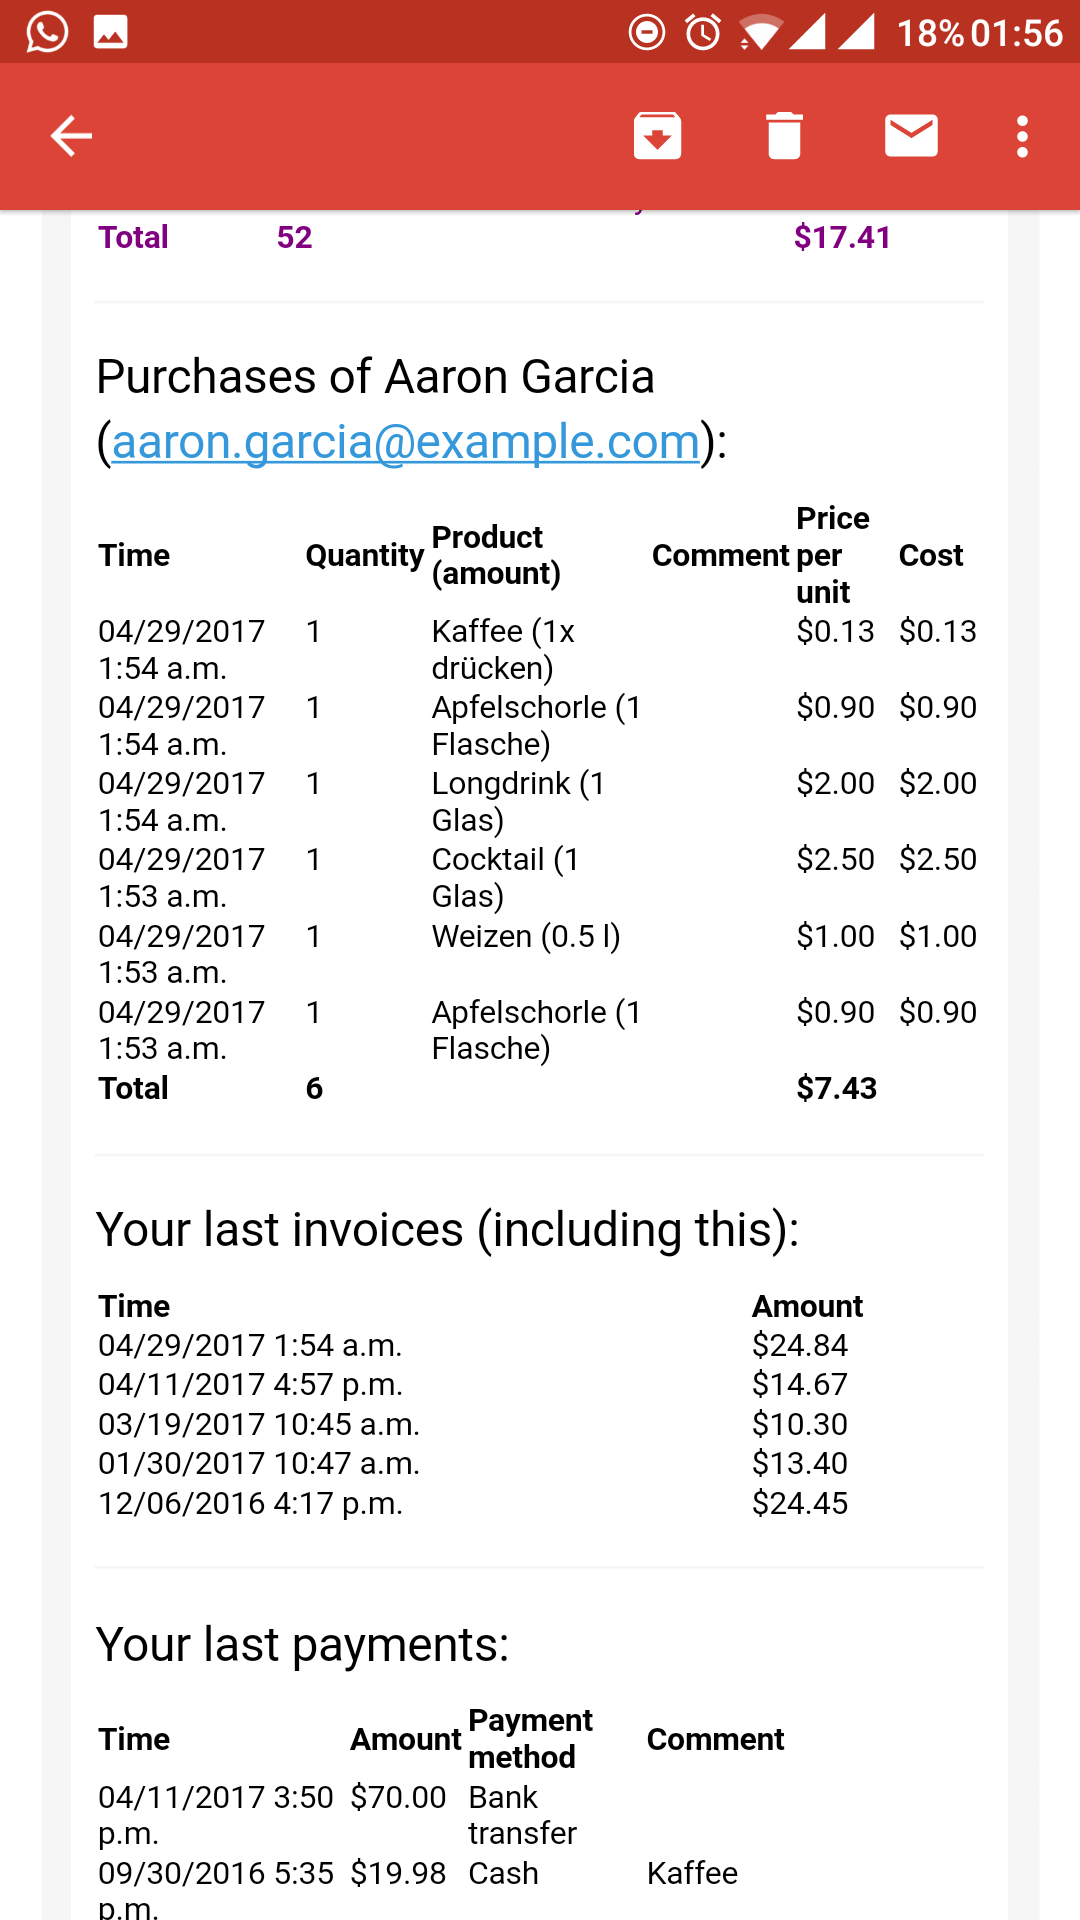 18% 01:56
Total 52 $17.41
Purchases of Aaron Garcia
(aaron.garcia@example.com):
Time Quantity Product (amount) Comment Price per unit Cost
04/29/2017 1 Kaffee (1x $0.13 $0.13
1:54 a.m. drücken)
04/29/2017 1 Apfelschorle (1 $0.90 $0.90
1:54 a.m. Flasche)
04/29/2017 1 Longdrink (1 $2.00 $2.00
1:54 a.m. Glas)
04/29/2017 1 Cocktail (1 $2.50 $2.50
1:53 a.m. Glas)
04/29/2017 1 Weizen (0.5 l) $1.00 $1.00
1:53 a.m.
04/29/2017 1 Apfelschorle (1 $0.90 $0.90
1:53 a.m. Flasche)
Total 6 $7.43
Your last invoices (including this):
Time Amount
04/29/2017 1:54 a.m. $24.84
04/11/2017 4:57 p.m. $14.67
03/19/2017 10:45 a.m. $10.30
01/30/2017 10:47 a.m. $13.40
12/06/2016 4:17 p.m. $24.45
Your last payments:
Time Amount Payment method Comment
04/11/2017 3:50 $70.00 Bank
p.m. transfer
09/30/2016 5:35 $19.98 Cash Kaffee
p.m.